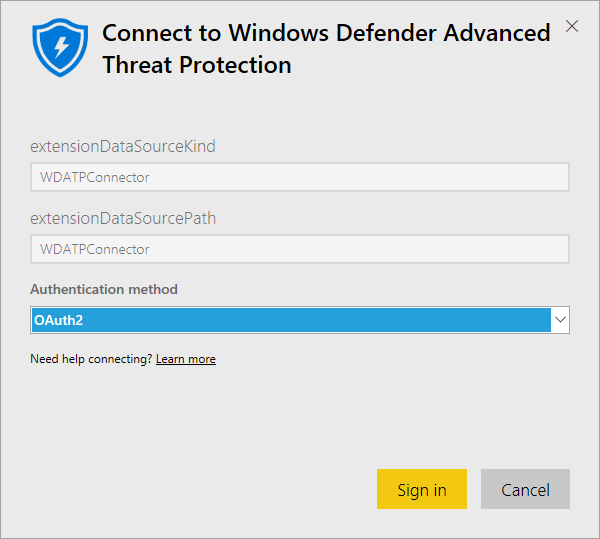 Connect to Windows Defender Advanced
Threat Protection
extensionDataSourceKind
WDATPConnector
extensionDataSourcePath
WDATPConnector
Authentication method
OAuth2
Need help connecting? Learn more
Sign in
Cancel